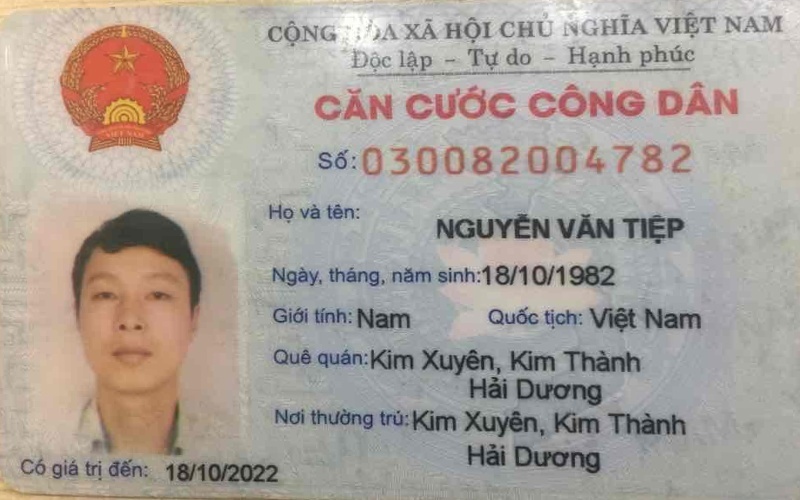 CỘNG HÒA XÃ HỘI CHỦ NGHĨA VIỆT NAM
Độc lập - Tự do - Hạnh phúc
CĂN CƯỚC CÔNG DÂN
Số: 030082004782
Họ và tên: NGUYỄN VĂN TIỆP
Ngày, tháng, năm sinh: 18/10/1982
Giới tính: Nam Quốc tịch: Việt Nam
Quê quán: Kim Xuyên, Kim Thành
Hải Dương
Nơi thường trú: Kim Xuyên, Kim Thành
Hải Dương
Có giá trị đến: 18/10/2022
VIỆT NAM